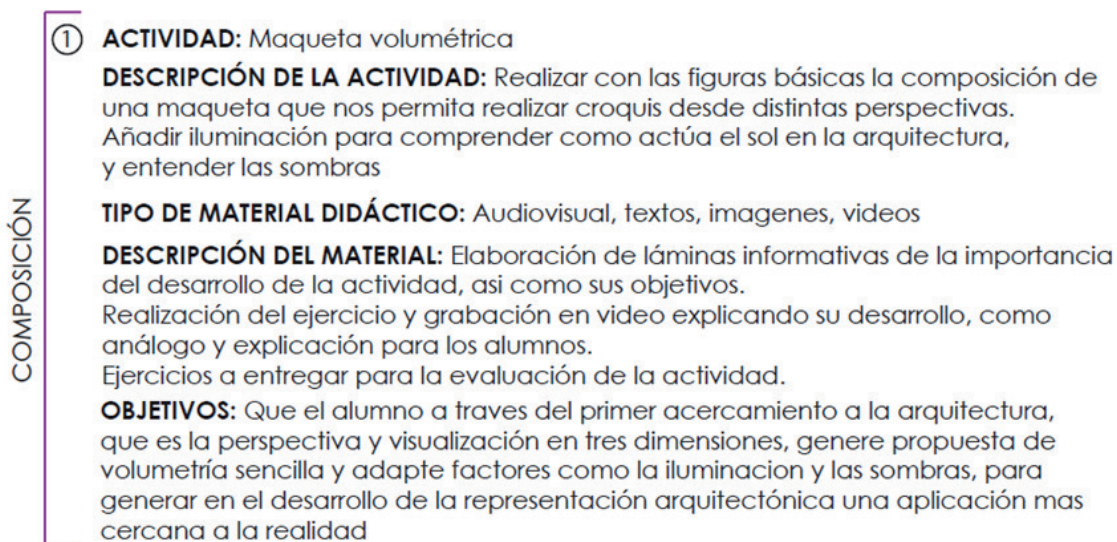 COMPOSICIÓN
① ACTIVIDAD: Maqueta volumétrica
DESCRIPCIÓN DE LA ACTIVIDAD: Realizar con las figuras básicas la composición de
una maqueta que nos permita realizar croquis desde distintas perspectivas.
Añadir iluminación para comprender como actúa el sol en la arquitectura,
y entender las sombras
TIPO DE MATERIAL DIDÁCTICO: Audiovisual, textos, imagenes, videos
DESCRIPCIÓN DEL MATERIAL: Elaboración de láminas informativas de la importancia
del desarrollo de la actividad, asi como sus objetivos.
Realización del ejercicio y grabación en video explicando su desarrollo, como
análogo y explicación para los alumnos.
Ejercicios a entregar para la evaluación de la actividad.
OBJETIVOS: Que el alumno a traves del primer acercamiento a la arquitectura,
que es la perspectiva y visualización en tres dimensiones, genere propuesta de
volumetría sencilla y adapte factores como la iluminacion y las sombras, para
generar en el desarrollo de la representación arquitectónica una aplicación mas
cercana a la realidad